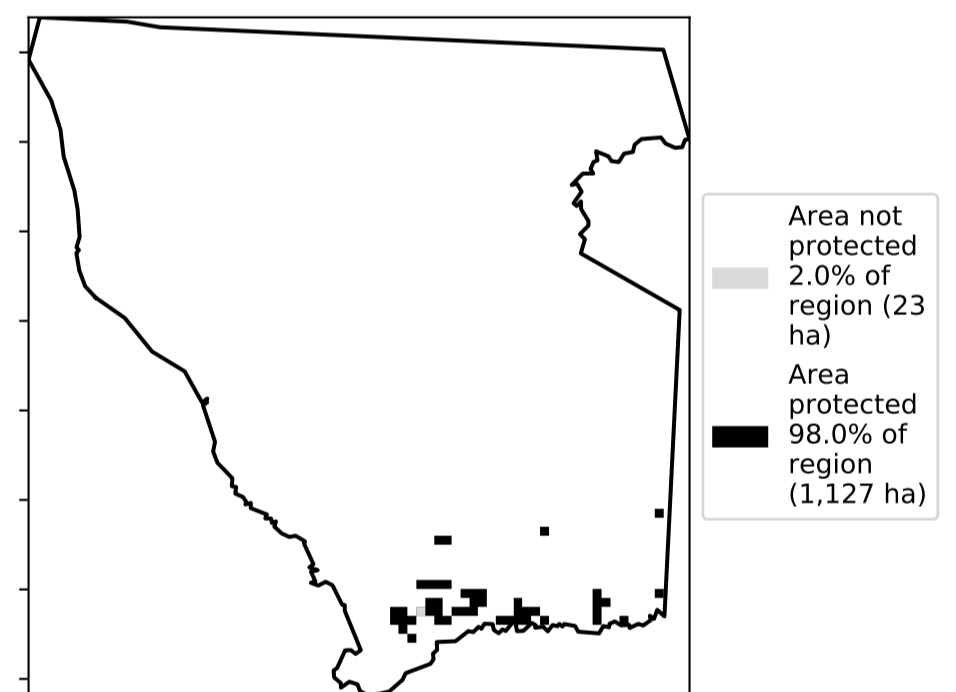 Area not
protected
2.0% of
region (23
ha)
Area
protected
98.0% of
region
(1,127 ha)